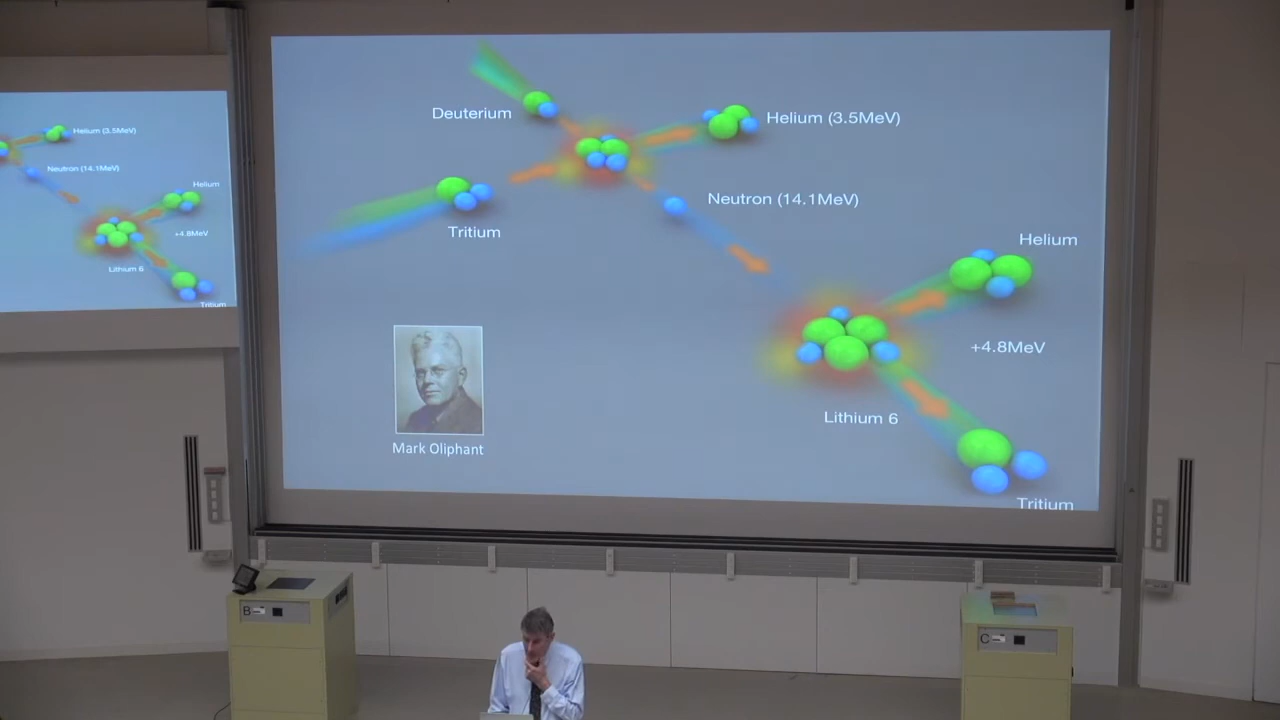 Helium (3.5MeV)
Neutron (14.1MeV)
Helium
+4.8MeV
Lithium 6
Tritium
Deuterium
Helium (3.5MeV)
Tritium
Neutron (14.1MeV)
Helium
+4.8MeV
Lithium 6
Mark Oliphant
Tritium
B
C